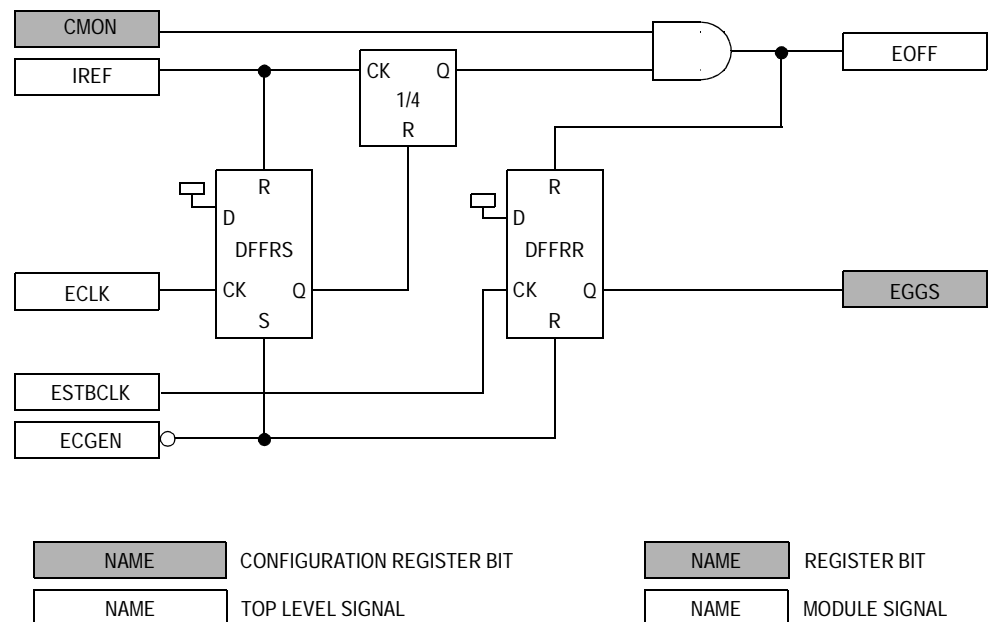 CMON
EOFF
IREF
CK Q
1/4
R
R
R
D
D
DFFRS
DFFRR
ECLK
CK Q
CK Q
EGGS
S
R
ESTBCLK
ECGEN
NAME CONFIGURATION REGISTER BIT
NAME REGISTER BIT
NAME TOP LEVEL SIGNAL
NAME MODULE SIGNAL